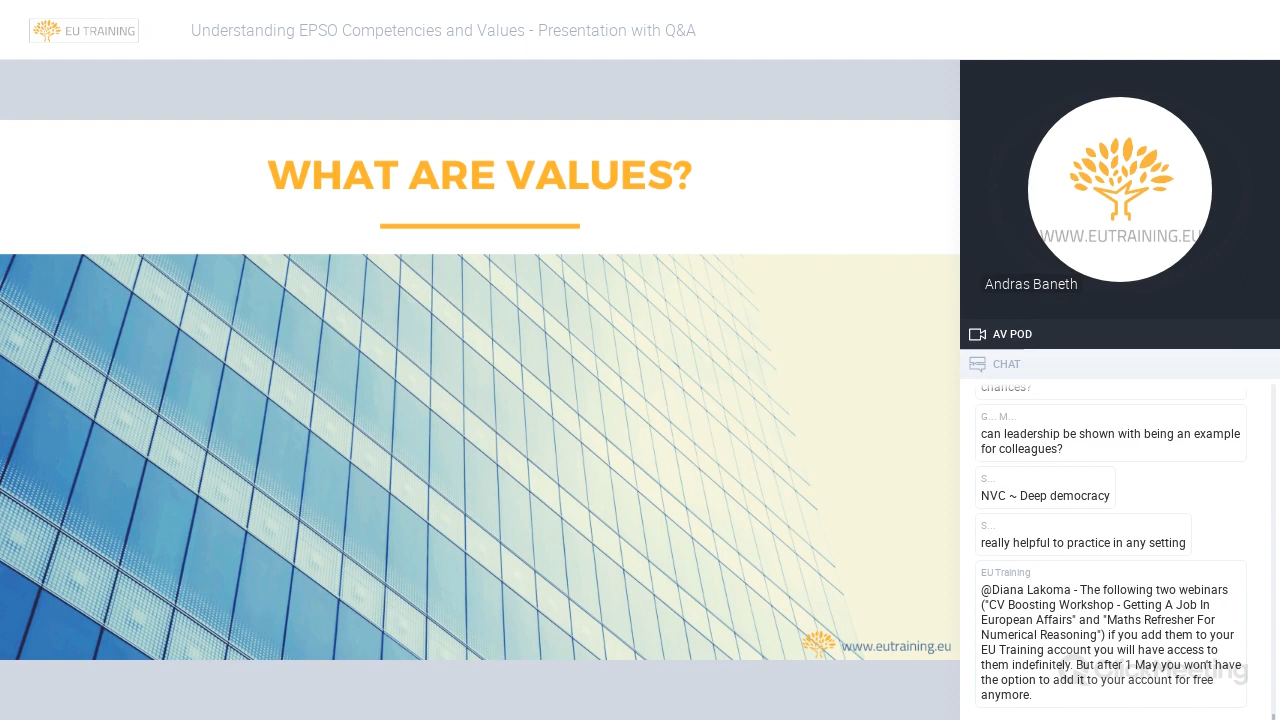 EU TRAINING
Understanding EPSO Competencies and Values - Presentation with Q&A
WHAT ARE VALUES?
www.eutraining.eu
WWW.EUTRAINING.EU
Andras Baneth
AV POD
CHAT
chances?
G... M...
can leadership be shown with being an example
for colleagues?
S...
NVC ~ Deep democracy
S...
really helpful to practice in any setting
EU Training
@Diana Lakoma - The following two webinars
("CV Boosting Workshop - Getting A Job In
European Affairs" and "Maths Refresher For
Numerical Reasoning") if you add them to your
EU Training account you will have access to
them indefinitely. But after 1 May you wont have
the option to add it to your account for free
anymore.
ClickMeeting